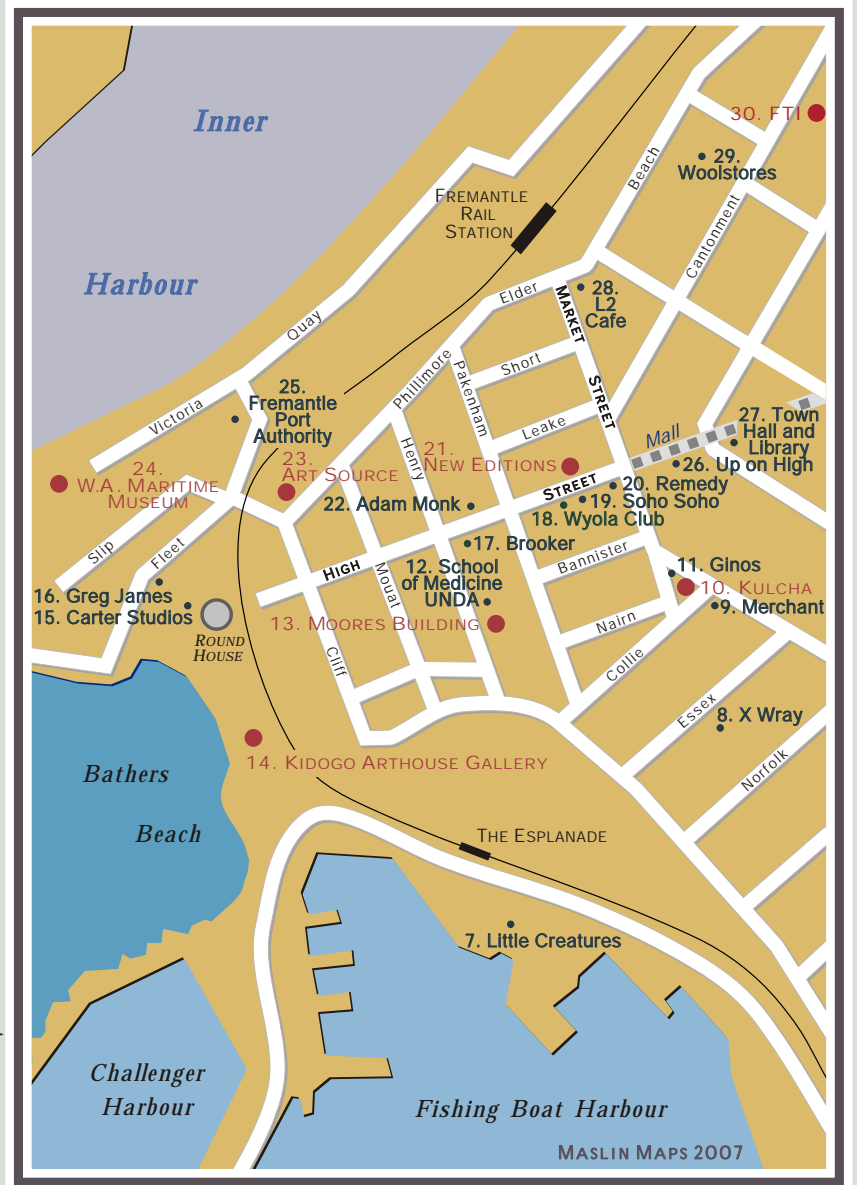 Inner
Harbour
30. FTI
29.
Woolstores
Beach
Cantonment
FREMANTLE
RAIL
STATION
Elder
MARKET
STREET
28.
L2
Cafe
Quay
Victoria
Phillimore
Short
Pakenham
Leake
Henry
25.
Fremantle
Port
Authority
Mall
27. Town
Hall and
Library
26. Up on High
24.
W.A. MARITIME
MUSEUM
23.
ART SOURCE
21.
NEW EDITIONS
22. Adam Monk
HIGH
STREET
20. Remedy
19. Soho Soho
18. Wyola Club
17. Brooker
Bannister
11. Ginos
10. KULCHA
9. Merchant
Slip
Fleet
16. Greg James
15. Carter Studios
ROUND
HOUSE
Mouat
12. School
of Medicine
UNDA
13. MOORES BUILDING
Cliff
Nairn
Collie
Essex
8. X Wray
Norfolk
14. KIDOGO ARTHOUSE GALLERY
Bathers
Beach
THE ESPLANADE
7. Little Creatures
Challenger
Harbour
Fishing Boat Harbour
MASLIN MAPS 2007